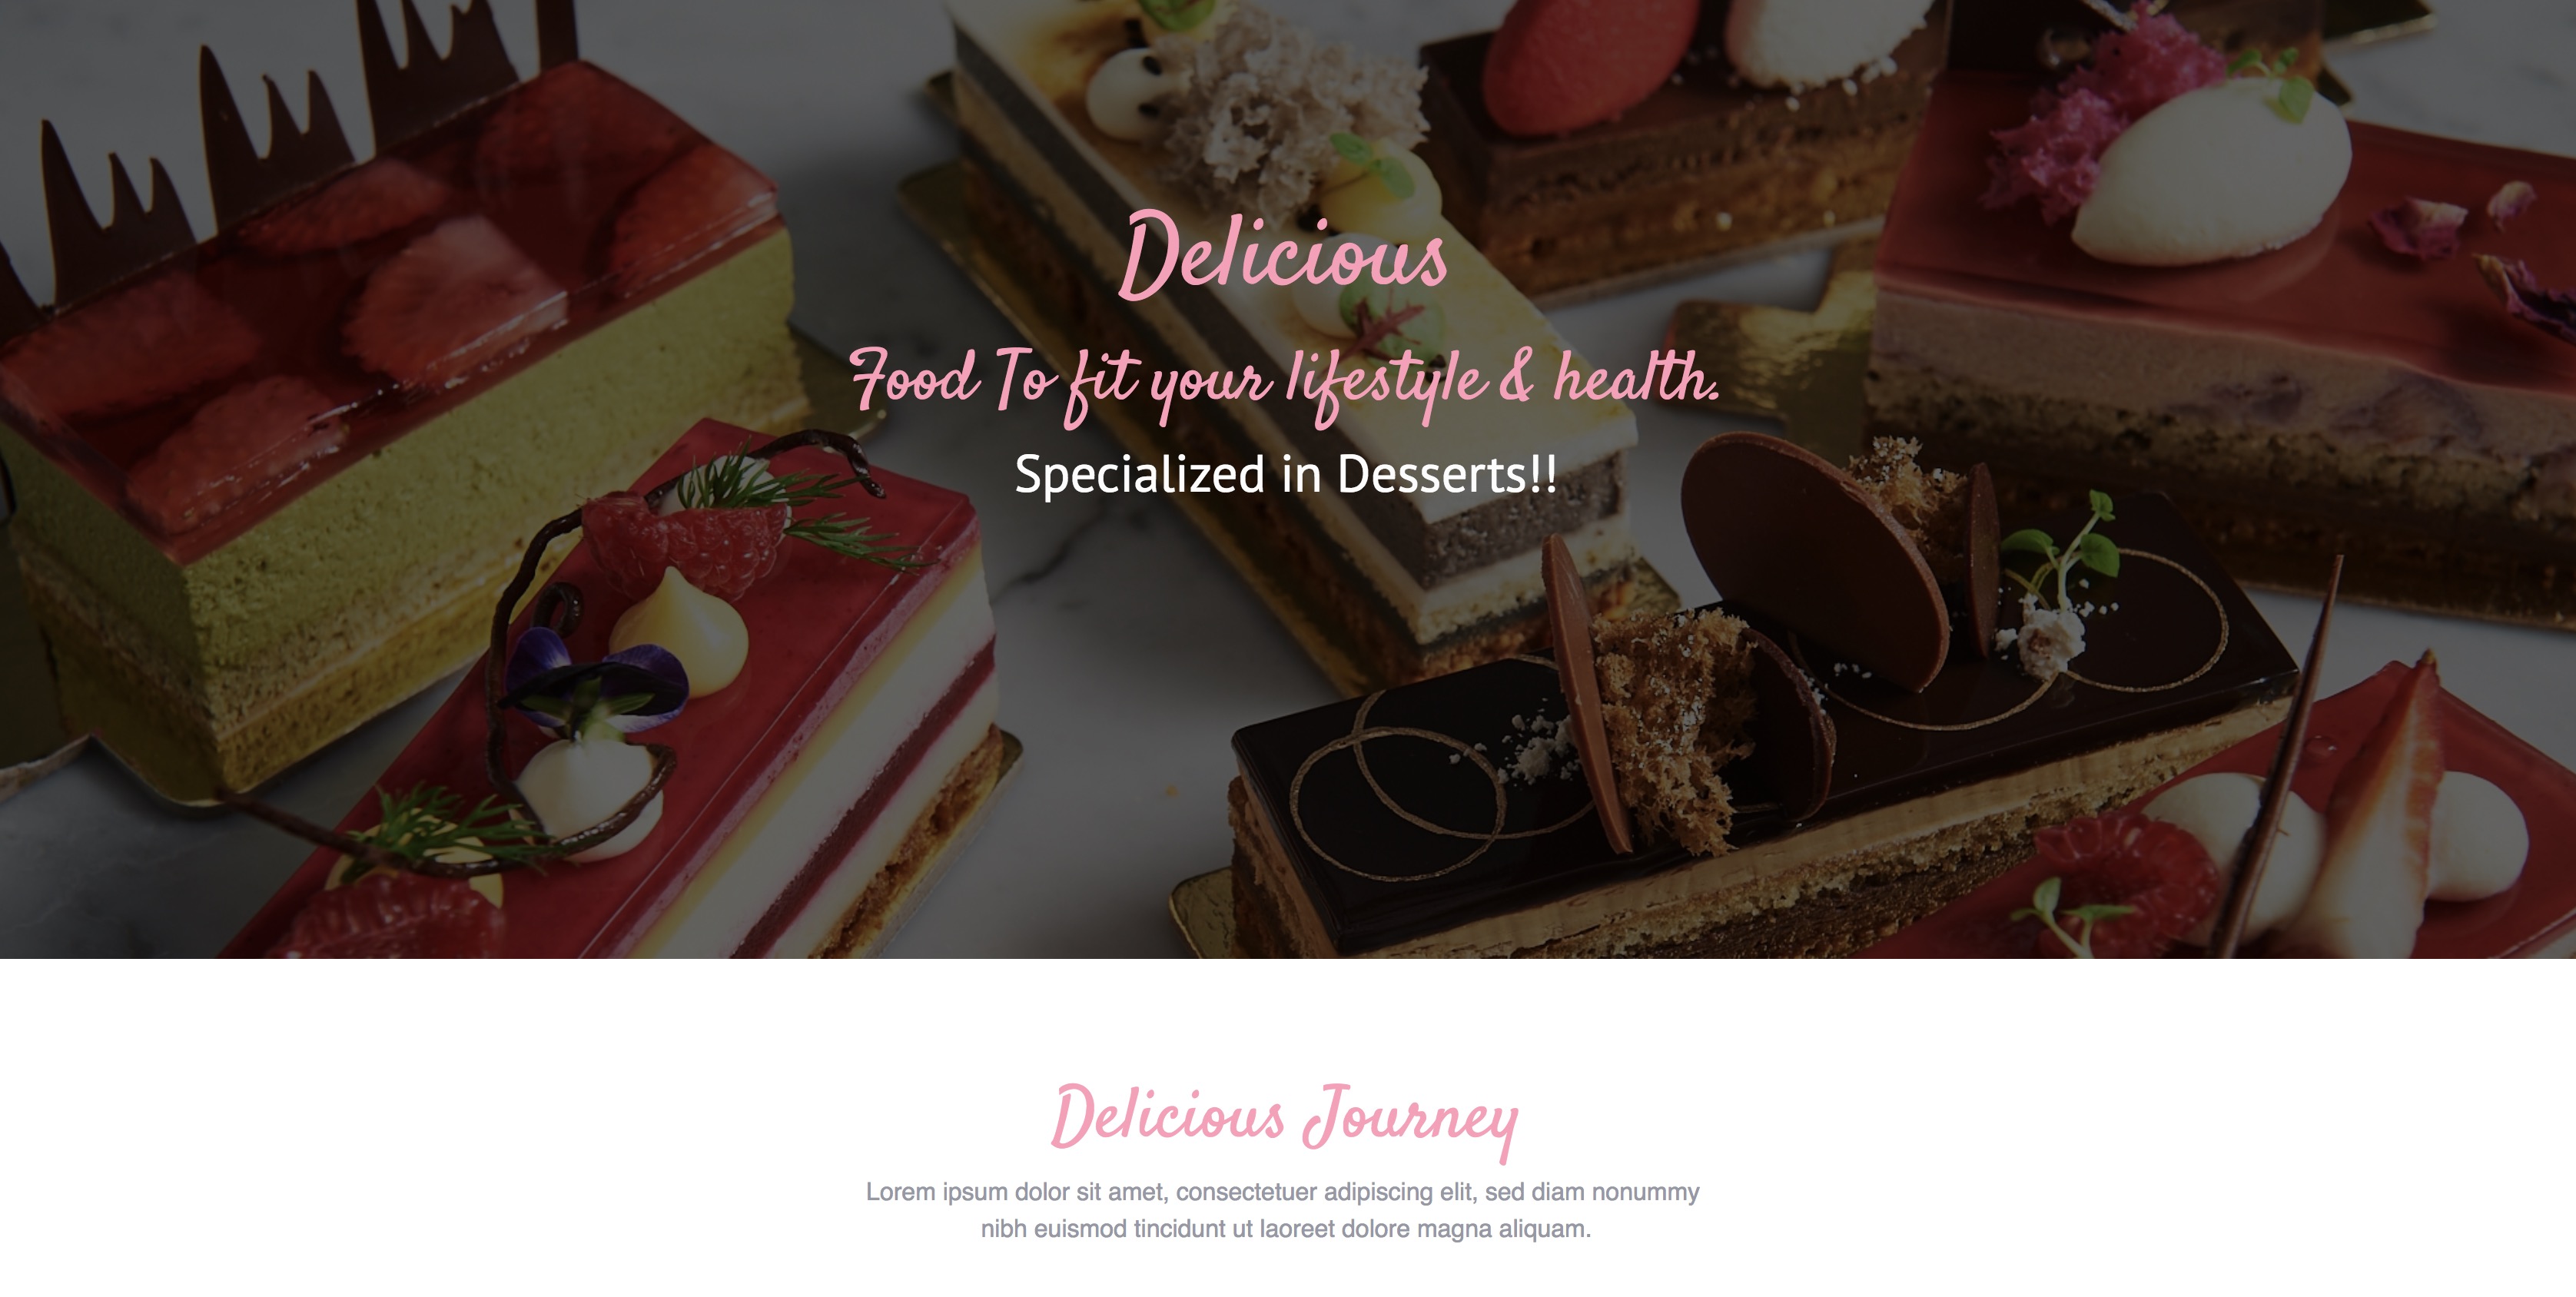 Delicious
Food To fit your lifestyle & health.
Specialized in Desserts!!
Delicious Journey
Lorem ipsum dolor sit amet, consectetuer adipiscing elit, sed diam nonummy
nibh euismod tincidunt ut laoreet dolore magna aliquam.